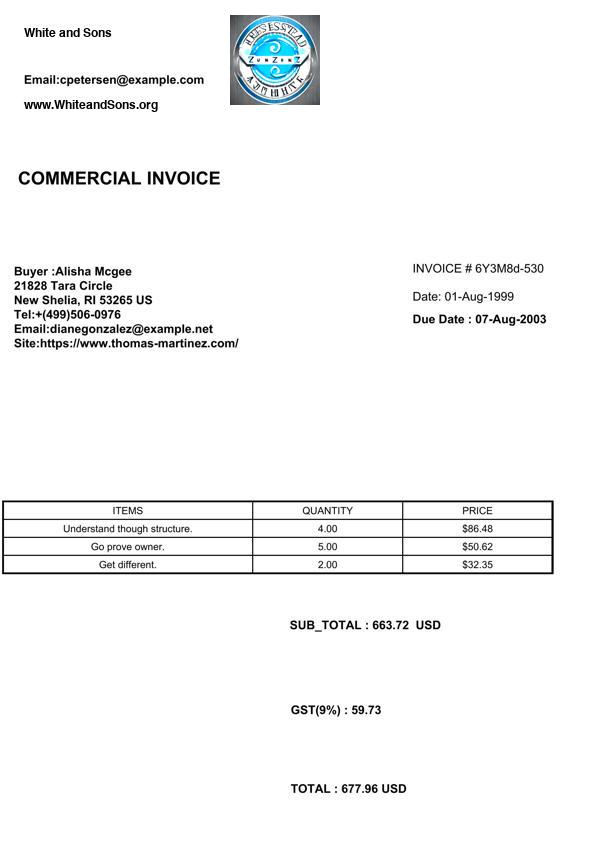 White and Sons
Email:cpetersen@example.com
www.WhiteandSons.org
ZunZenZ
COMMERCIAL INVOICE
Buyer :Alisha Mcgee
21828 Tara Circle
New Shelia, RI 53265 US
Tel:+(499)506-0976
Email:dianegonzalez@example.net
Site:https://www.thomas-martinez.com/
INVOICE # 6Y3M8d-530
Date: 01-Aug-1999
Due Date : 07-Aug-2003
ITEMS QUANTITY PRICE
Understand though structure. 4.00 $86.48
Go prove owner. 5.00 $50.62
Get different. 2.00 $32.35
SUB_TOTAL : 663.72 USD
GST(9%) : 59.73
TOTAL : 677.96 USD